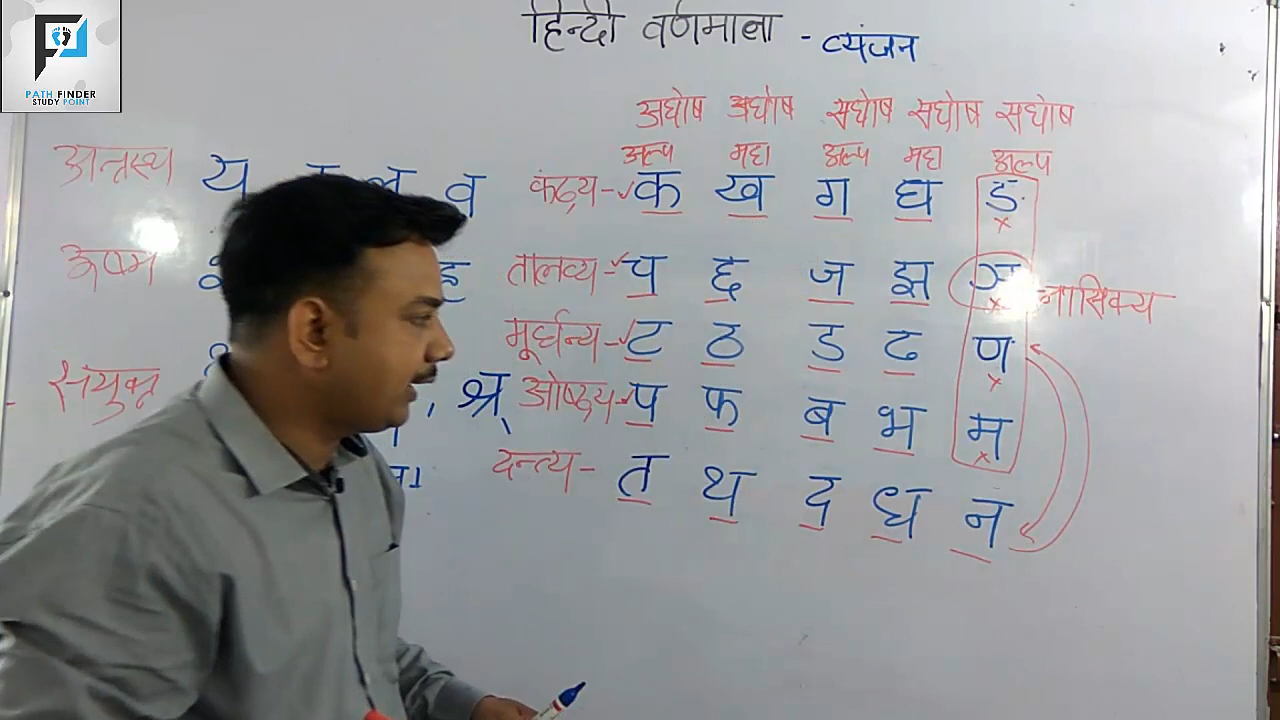 PATH FINDER
STUDY POINT
हिन्दी वर्णमाला - व्यंजन
अघोष अघोष सघोष सघोष सघोष
अल्प महा अल्प महा अल्प
अन्तस्थ य ल व
कंठ्य- क ख ग घ ङ
ऊष्म ह
तालव्य- च छ ज झ ञ नासिक्य
मूर्धन्य- ट ठ ड ढ ण
संयुक्त , श्र
ओष्ठ्य- प फ ब भ म
दन्त्य- त थ द ध न